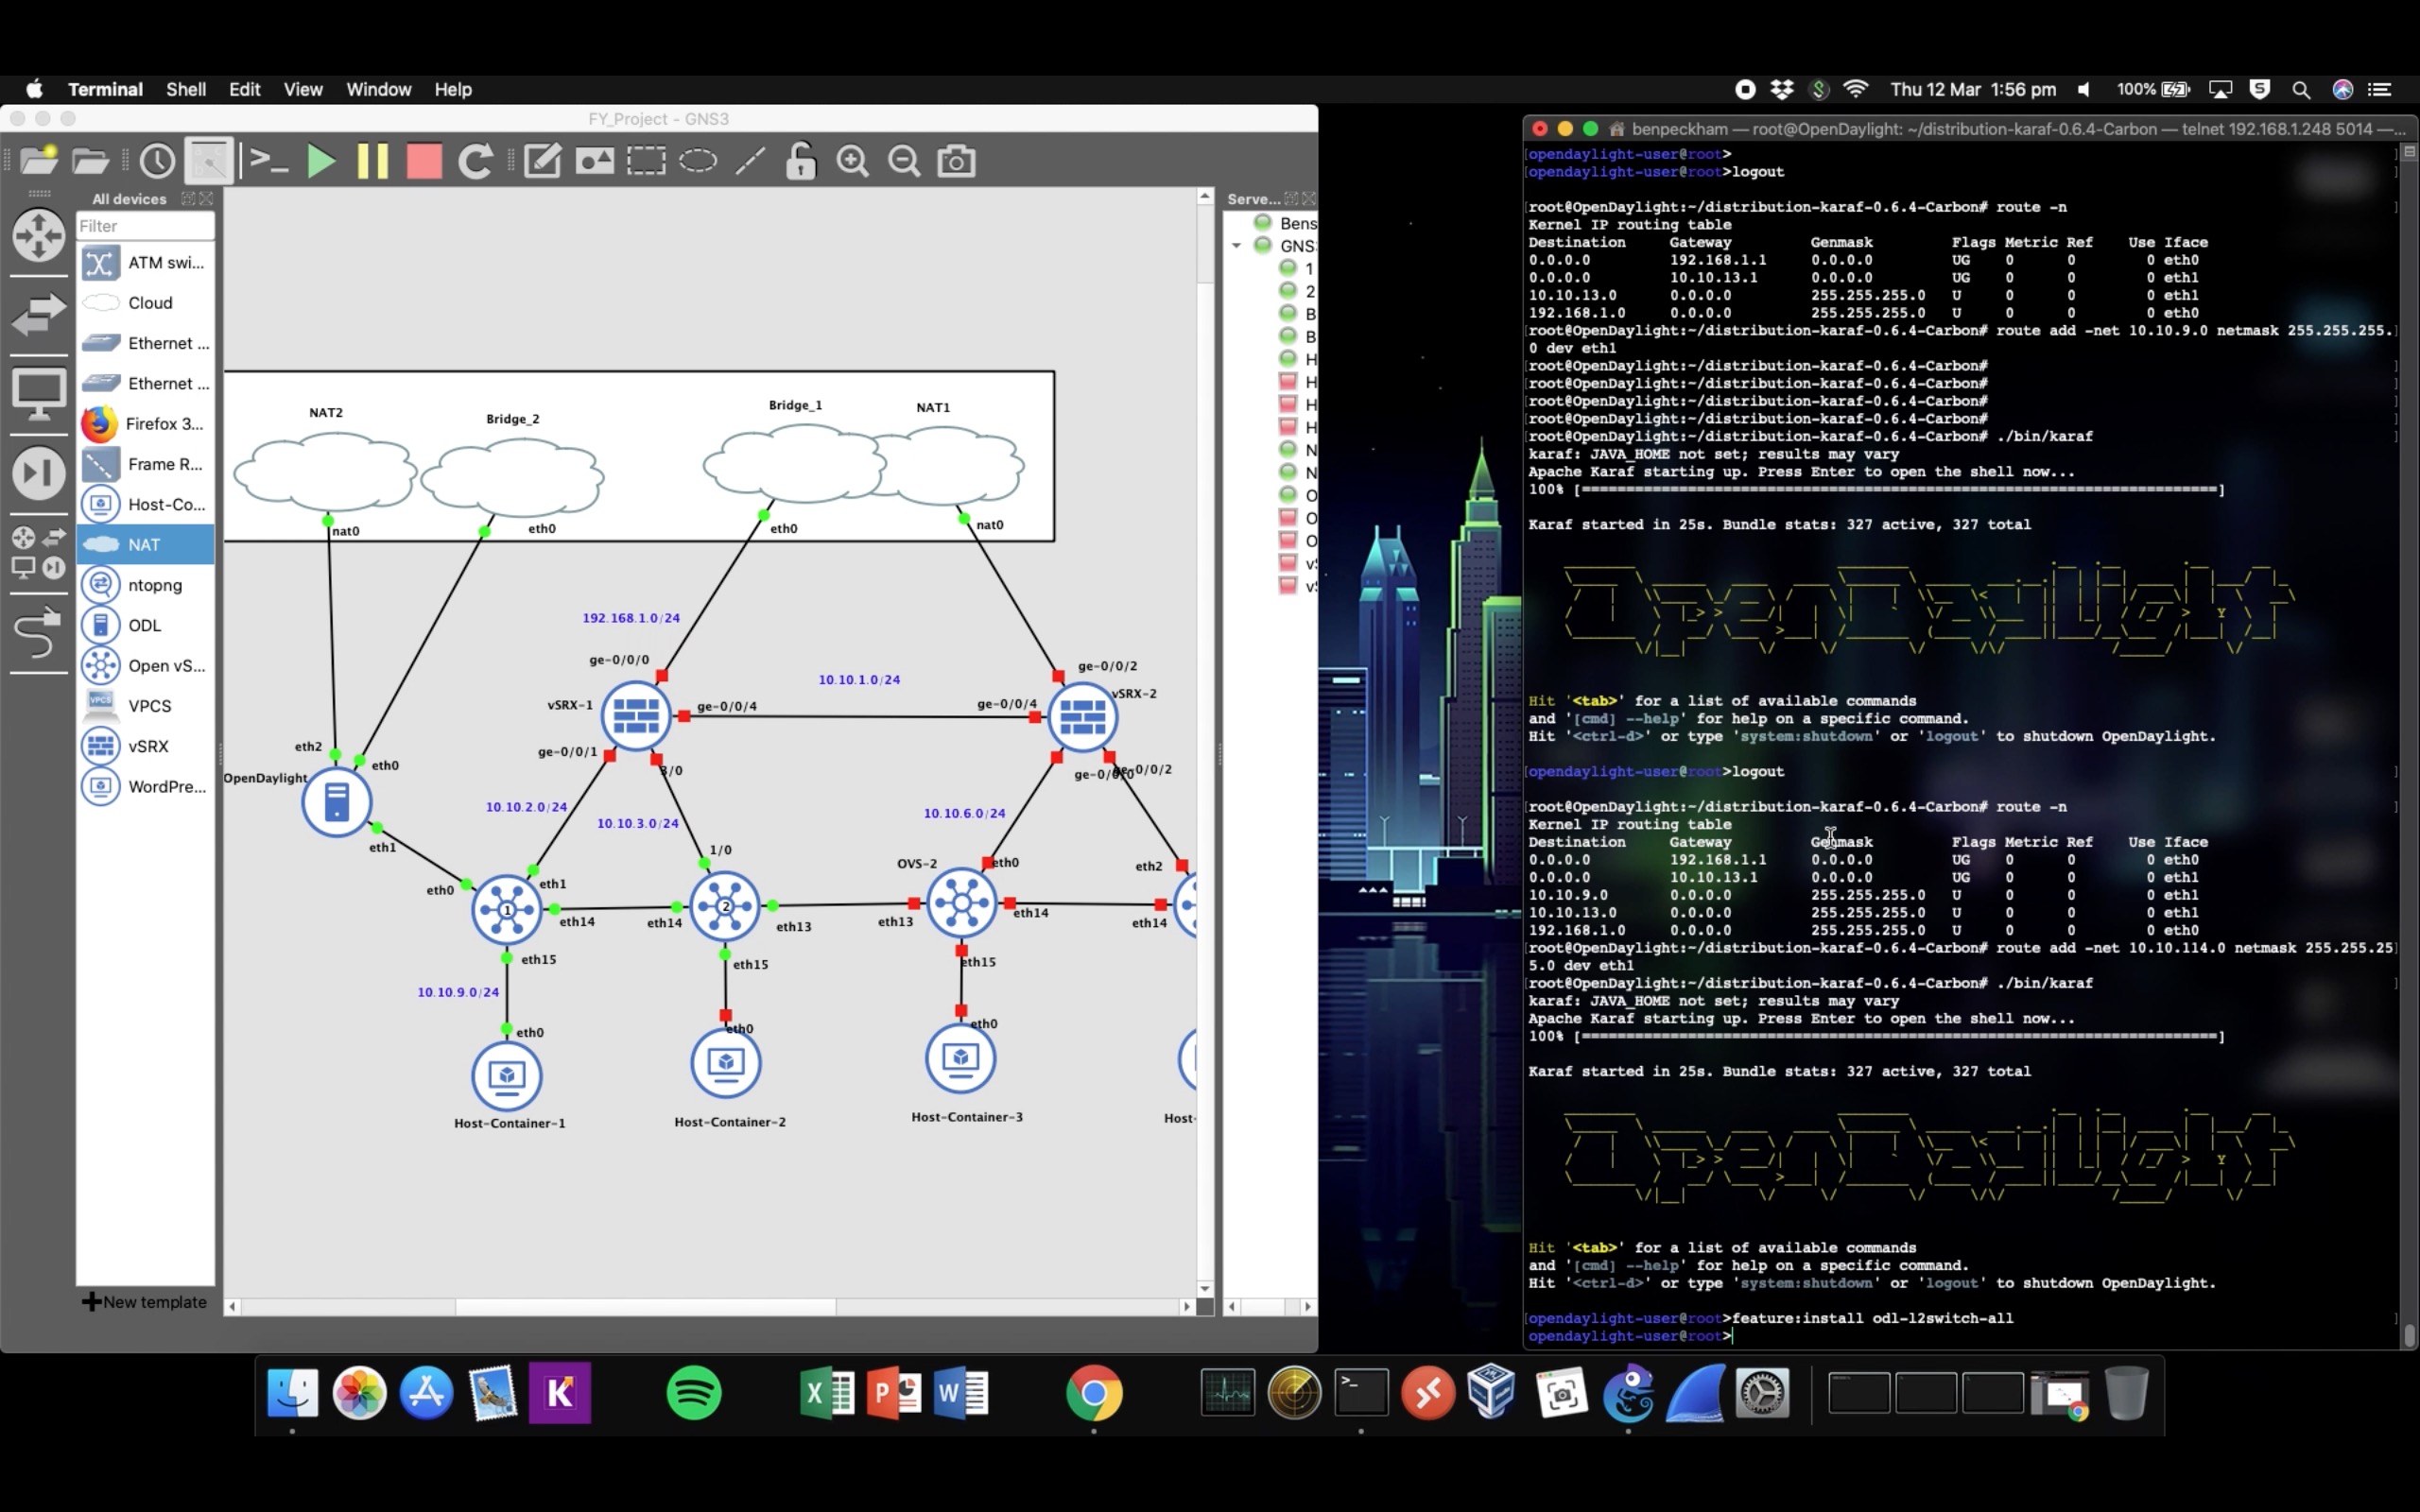 Terminal Shell Edit View Window Help
Thu 12 Mar 1:56 pm
100%
FY_Project - GNS3
All devices
Filter
ATM swi...
Cloud
Ethernet ...
Ethernet ...
Firefox 3...
Frame R...
Host-Co...
NAT
ntopng
ODL
Open vS...
VPCS
VPCS
vSRX
WordPre...
New template
NAT2
Bridge_2
Bridge_1
NAT1
nat0
eth0
eth0
nat0
192.168.1.0/24
ge-0/0/0
ge-0/0/2
vSRX-1
ge-0/0/4
10.10.1.0/24
ge-0/0/4
vSRX-2
eth2
eth0
OpenDaylight
ge-0/0/1
3/0
ge-0/0/2
10.10.2.0/24
10.10.3.0/24
10.10.6.0/24
eth1
1/0
OVS-2
eth0
eth2
eth0
eth1
1
2
eth14
eth14
eth13
eth13
eth14
eth14
eth15
eth15
eth15
10.10.9.0/24
eth0
eth0
eth0
Host-Container-1
Host-Container-2
Host-Container-3
Host-
Serve...
Bens
GNS
1
2
B
B
H
H
H
H
N
N
O
O
O
vS
vS
benpeckham — root@OpenDaylight: ~/distribution-karaf-0.6.4-Carbon — telnet 192.168.1.248 5014 —...
[opendaylight-user@root>
[opendaylight-user@root>logout
[root@OpenDaylight:~/distribution-karaf-0.6.4-Carbon# route -n
Kernel IP routing table
Destination Gateway Genmask Flags Metric Ref Use Iface
0.0.0.0 192.168.1.1 0.0.0.0 UG 0 0 0 eth0
0.0.0.0 10.10.13.1 0.0.0.0 UG 0 0 0 eth1
10.10.13.0 0.0.0.0 255.255.255.0 U 0 0 0 eth1
192.168.1.0 0.0.0.0 255.255.255.0 U 0 0 0 eth0
[root@OpenDaylight:~/distribution-karaf-0.6.4-Carbon# route add -net 10.10.9.0 netmask 255.255.255.]
0 dev eth1
[root@OpenDaylight:~/distribution-karaf-0.6.4-Carbon#
[root@OpenDaylight:~/distribution-karaf-0.6.4-Carbon#
[root@OpenDaylight:~/distribution-karaf-0.6.4-Carbon#
[root@OpenDaylight:~/distribution-karaf-0.6.4-Carbon#
[root@OpenDaylight:~/distribution-karaf-0.6.4-Carbon# ./bin/karaf
karaf: JAVA_HOME not set; results may vary
Apache Karaf starting up. Press Enter to open the shell now...
100% [========================================================================]
Karaf started in 25s. Bundle stats: 327 active, 327 total
OpenDaylight
Hit '<tab>' for a list of available commands
and '[cmd] --help' for help on a specific command.
Hit '<ctrl-d>' or type 'system:shutdown' or 'logout' to shutdown OpenDaylight.
[opendaylight-user@root>logout
[root@OpenDaylight:~/distribution-karaf-0.6.4-Carbon# route -n
Kernel IP routing table
Destination Gateway Genmask Flags Metric Ref Use Iface
0.0.0.0 192.168.1.1 0.0.0.0 UG 0 0 0 eth0
0.0.0.0 10.10.13.1 0.0.0.0 UG 0 0 0 eth1
10.10.9.0 0.0.0.0 255.255.255.0 U 0 0 0 eth1
10.10.13.0 0.0.0.0 255.255.255.0 U 0 0 0 eth1
192.168.1.0 0.0.0.0 255.255.255.0 U 0 0 0 eth0
[root@OpenDaylight:~/distribution-karaf-0.6.4-Carbon# route add -net 10.10.114.0 netmask 255.255.25]
5.0 dev eth1
[root@OpenDaylight:~/distribution-karaf-0.6.4-Carbon# ./bin/karaf
karaf: JAVA_HOME not set; results may vary
Apache Karaf starting up. Press Enter to open the shell now...
100% [========================================================================]
Karaf started in 25s. Bundle stats: 327 active, 327 total
OpenDaylight
Hit '<tab>' for a list of available commands
and '[cmd] --help' for help on a specific command.
Hit '<ctrl-d>' or type 'system:shutdown' or 'logout' to shutdown OpenDaylight.
[opendaylight-user@root>feature:install odl-l2switch-all
opendaylight-user@root>